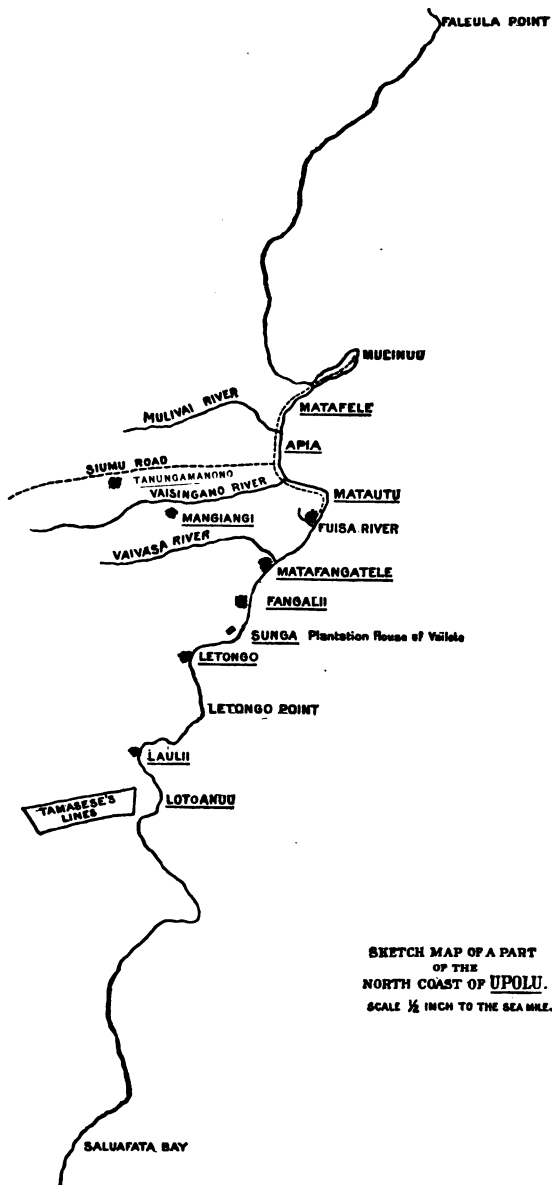 FALEULA POINT
MULINUU
MULIVAI RIVER
MATAFELE
APIA
SIUMU ROAD
TANUNGAMANONO
VAISINGANO RIVER
MATAUTU
MANGIANGI
FUISA RIVER
VAIVASA RIVER
MATAFANGATELE
FANGALII
SUNGA Plantation House of Vailele
LETONGO
LETONGO POINT
LAULII
TAMASESE'S
LINES
LOTOANUU
SKETCH MAP OF A PART
OF THE
NORTH COAST OF UPOLU.
SCALE ½ INCH TO THE SEA MILE.
SALUAFATA BAY